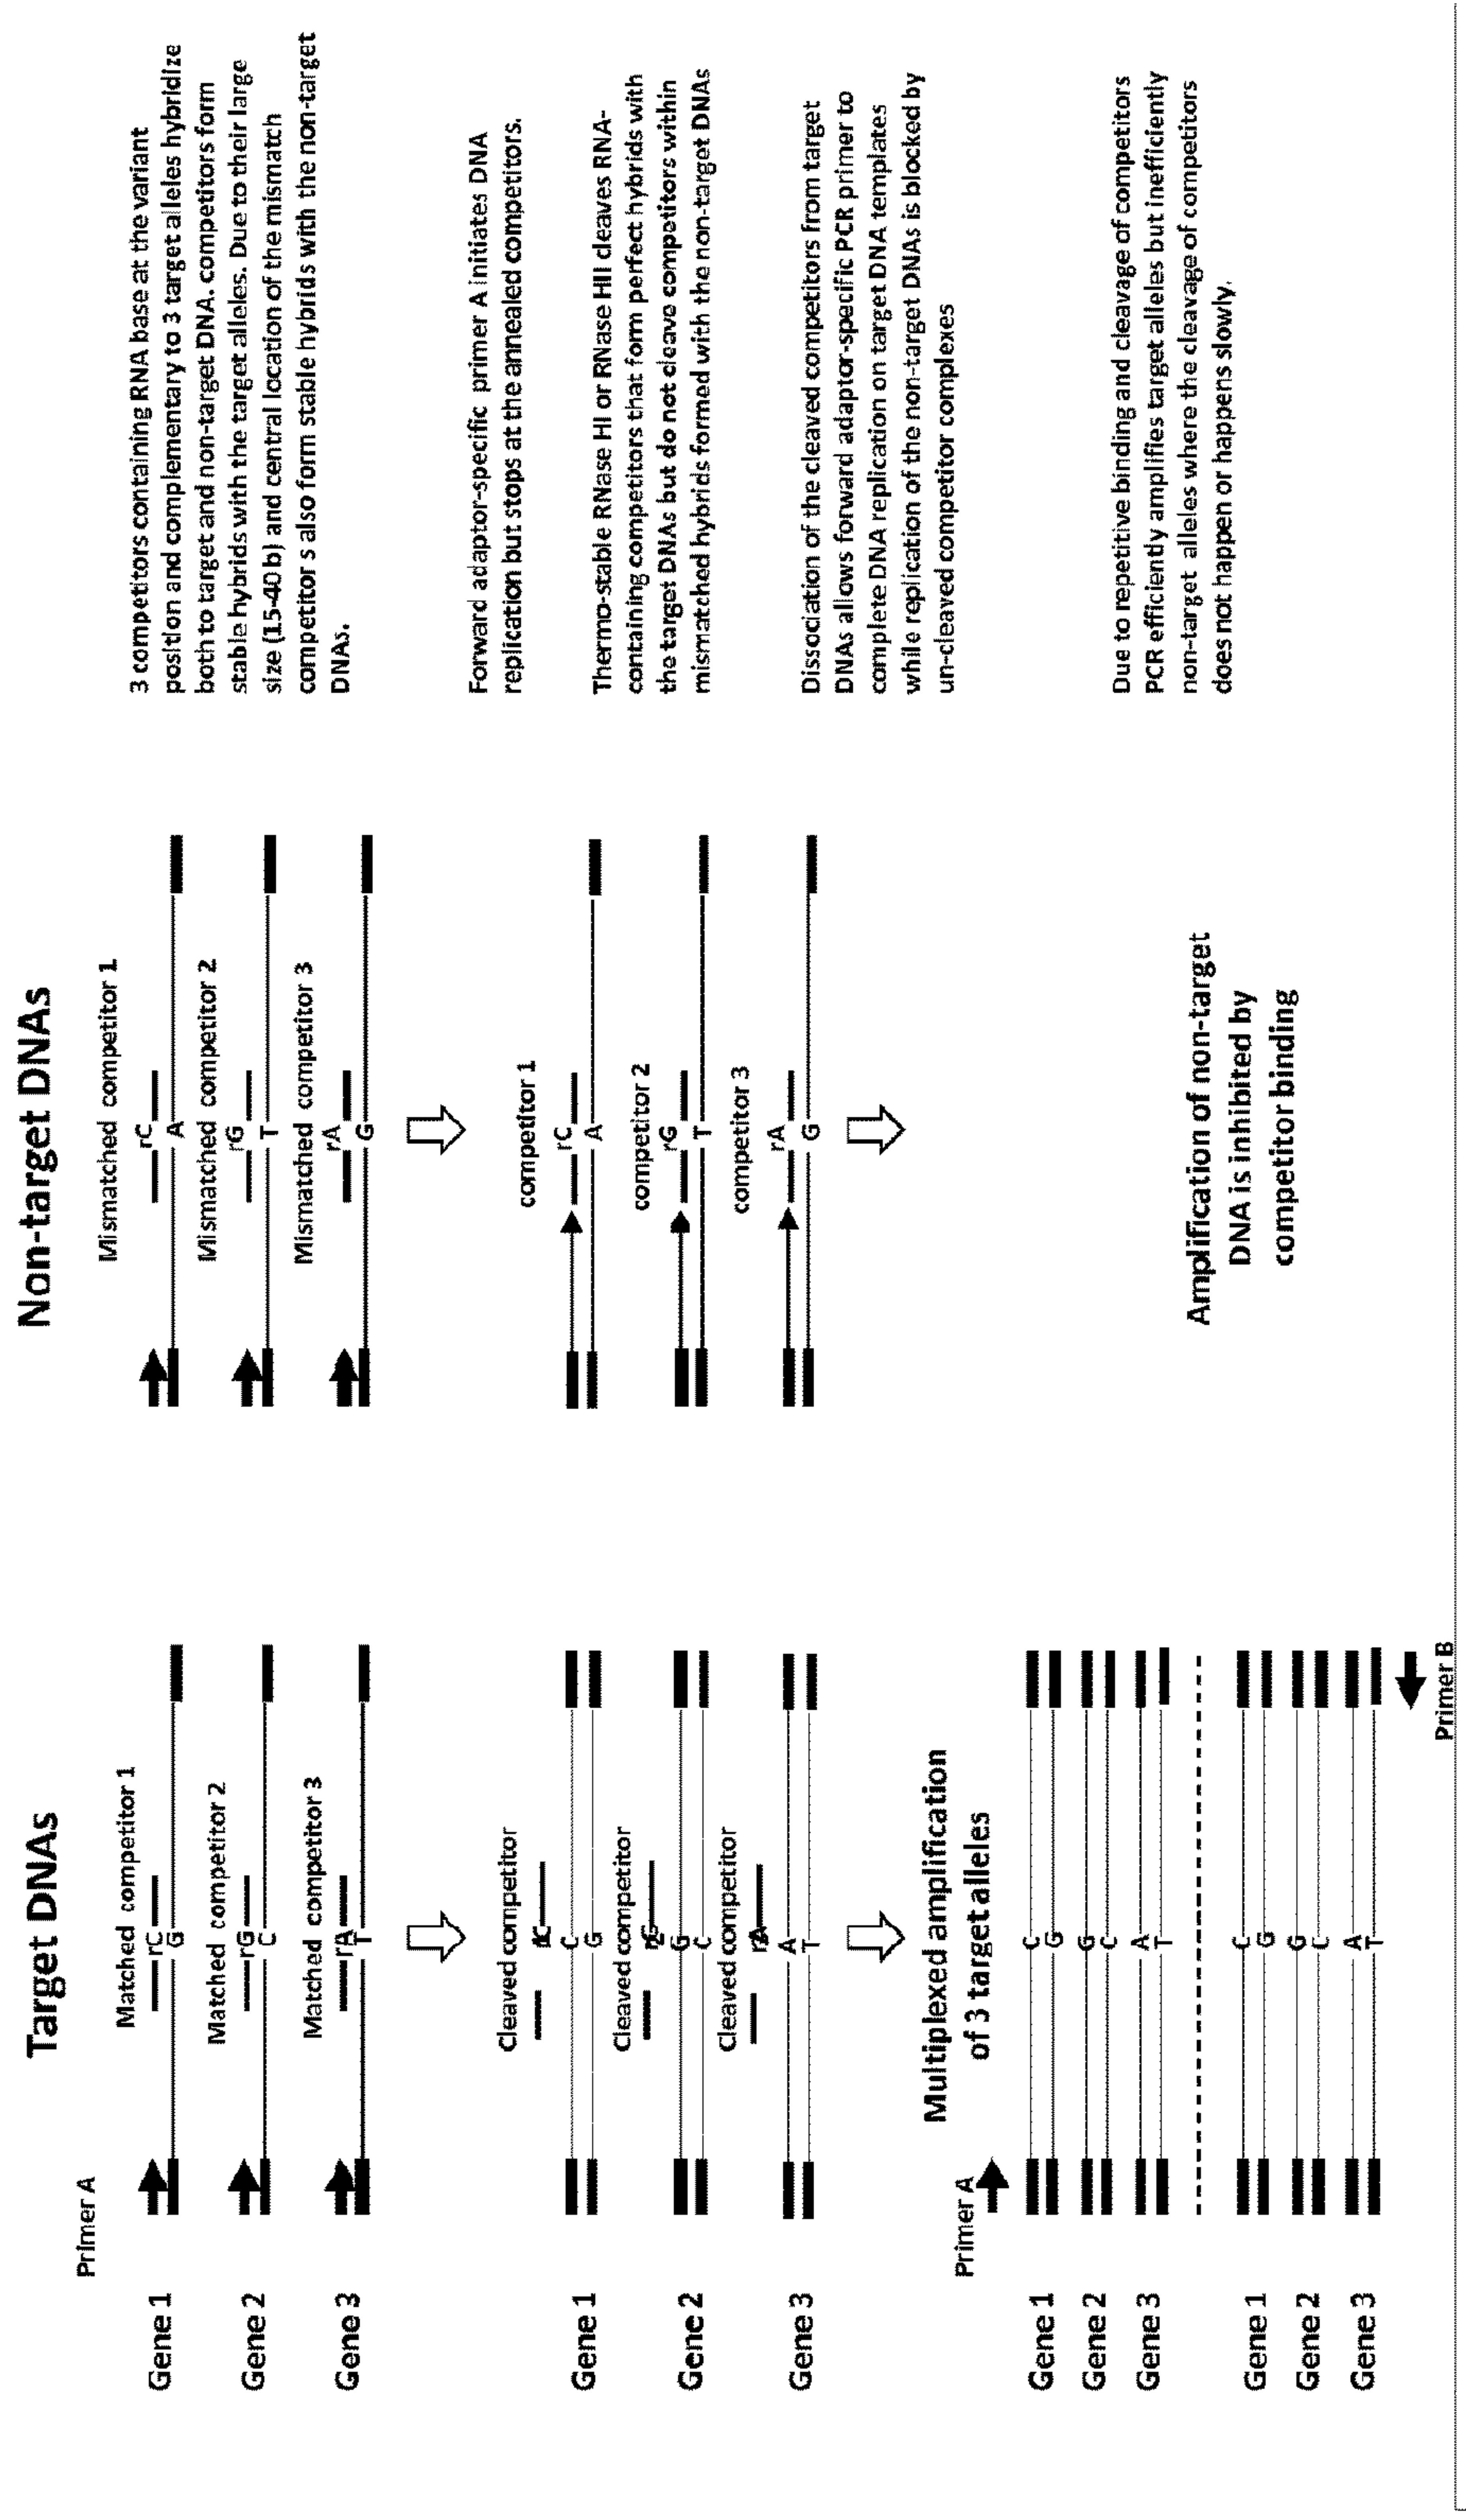 Target DNAs
Non-target DNAs
Primer A
Matched competitor 1
rC
G
Gene 1
Matched competitor 2
rG
C
Gene 2
Matched competitor 3
rA
T
Gene 3
Mismatched competitor 1
rC
A
Mismatched competitor 2
rG
T
Mismatched competitor 3
rA
G
3 competitors containing RNA base at the variant
position and complementary to 3 target alleles hybridize
both to target and non-target DNA. competitors form
stable hybrids with the target alleles. Due to their large
size (15-40 b) and central location of the mismatch
competitor s also form stable hybrids with the non-target
DNAs.
Cleaved competitor
C
G
Gene 1
Cleaved competitor
G
C
Gene 2
Cleaved competitor
A
T
Gene 3
competitor 1
rC
A
competitor 2
rG
T
competitor 3
rA
G
Forward adaptor-specific primer A initiates DNA
replication but stops at the annealed competitors.
Thermo-stable RNase HI or RNase HII cleaves RNA-
containing competitors that form perfect hybrids with
the target DNAs but do not cleave competitors within
mismatched hybrids formed with the non-target DNAs
Dissociation of the cleaved competitors from target
DNAs allows forward adaptor-specific PCR primer to
complete DNA replication on target DNA templates
while replication of the non-target DNAs is blocked by
un-cleaved competitor complexes
Multiplexed amplification
of 3 target alleles
Primer A
Gene 1
C
G
Gene 2
G
C
Gene 3
A
T
Gene 1
C
G
Gene 2
G
C
Gene 3
A
T
Primer B
Amplification of non-target
DNA is inhibited by
competitor binding
Due to repetitive binding and cleavage of competitors
PCR efficiently amplifies target alleles but inefficiently
non-target alleles where the cleavage of competitors
does not happen or happens slowly.